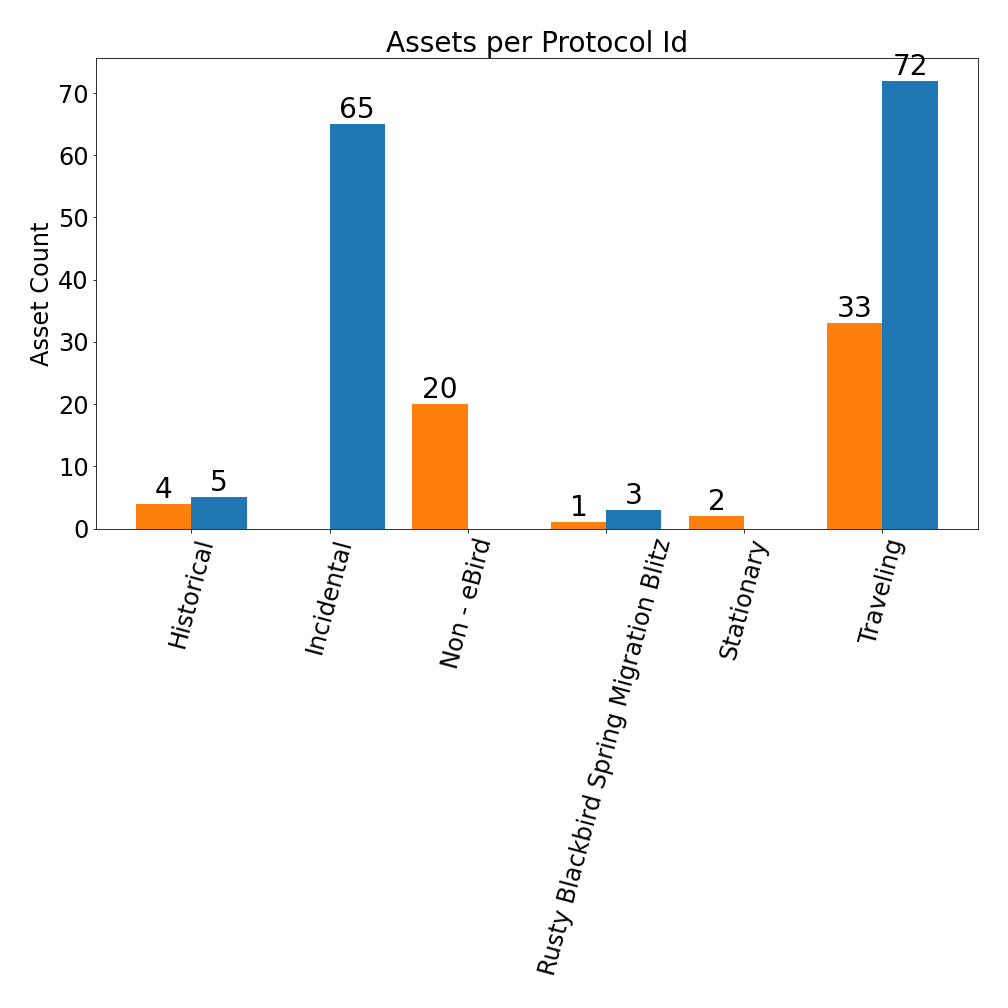 Assets per Protocol Id
Asset Count
70
60
50
40
30
20
10
0
4
5
65
20
1
3
2
33
72
Historical
Incidental
Non - eBird
Rusty Blackbird Spring Migration Blitz
Stationary
Traveling